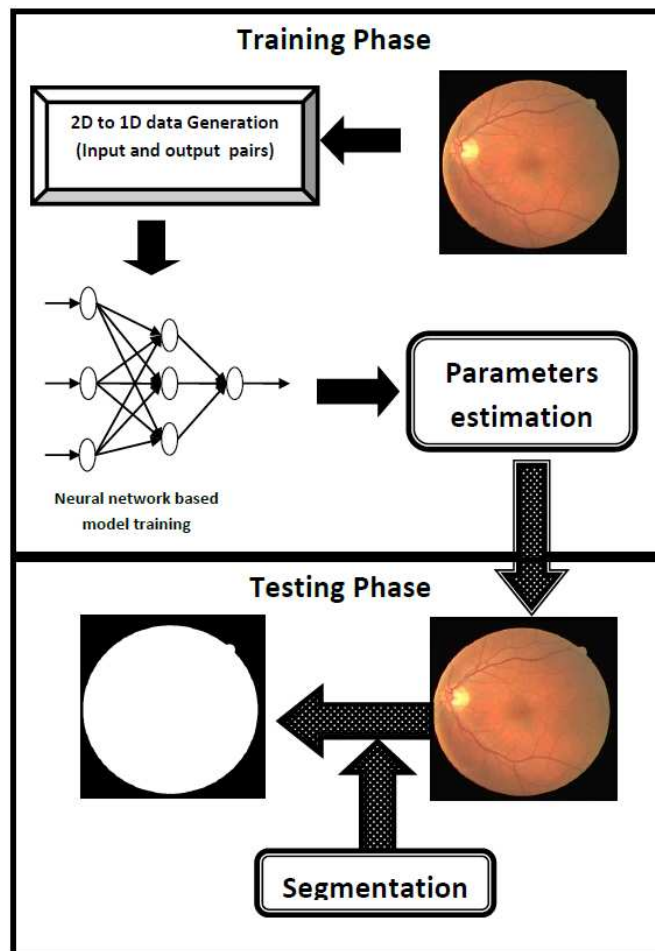 Training Phase
2D to 1D data Generation
(Input and output pairs)
Parameters
estimation
Neural network based
model training
Testing Phase
Segmentation